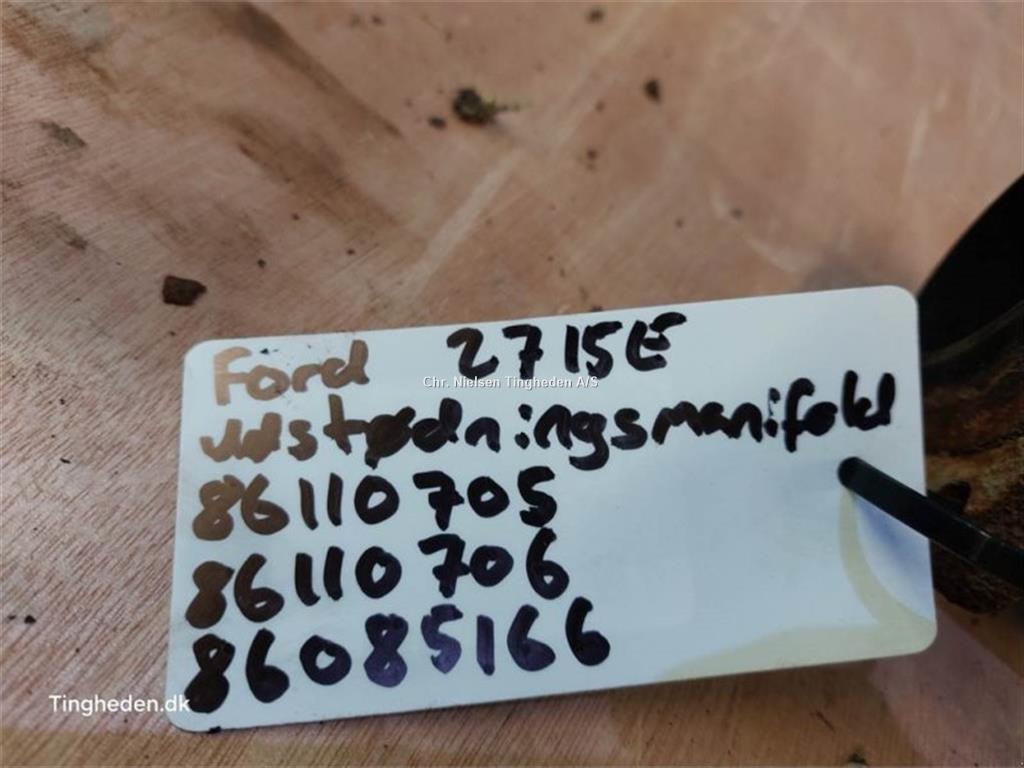 Ford 2715E
Chr. Nielsen Tingheden A/S
udstødningsmanifold
86110705
86110706
86085166
Tingheden.dk